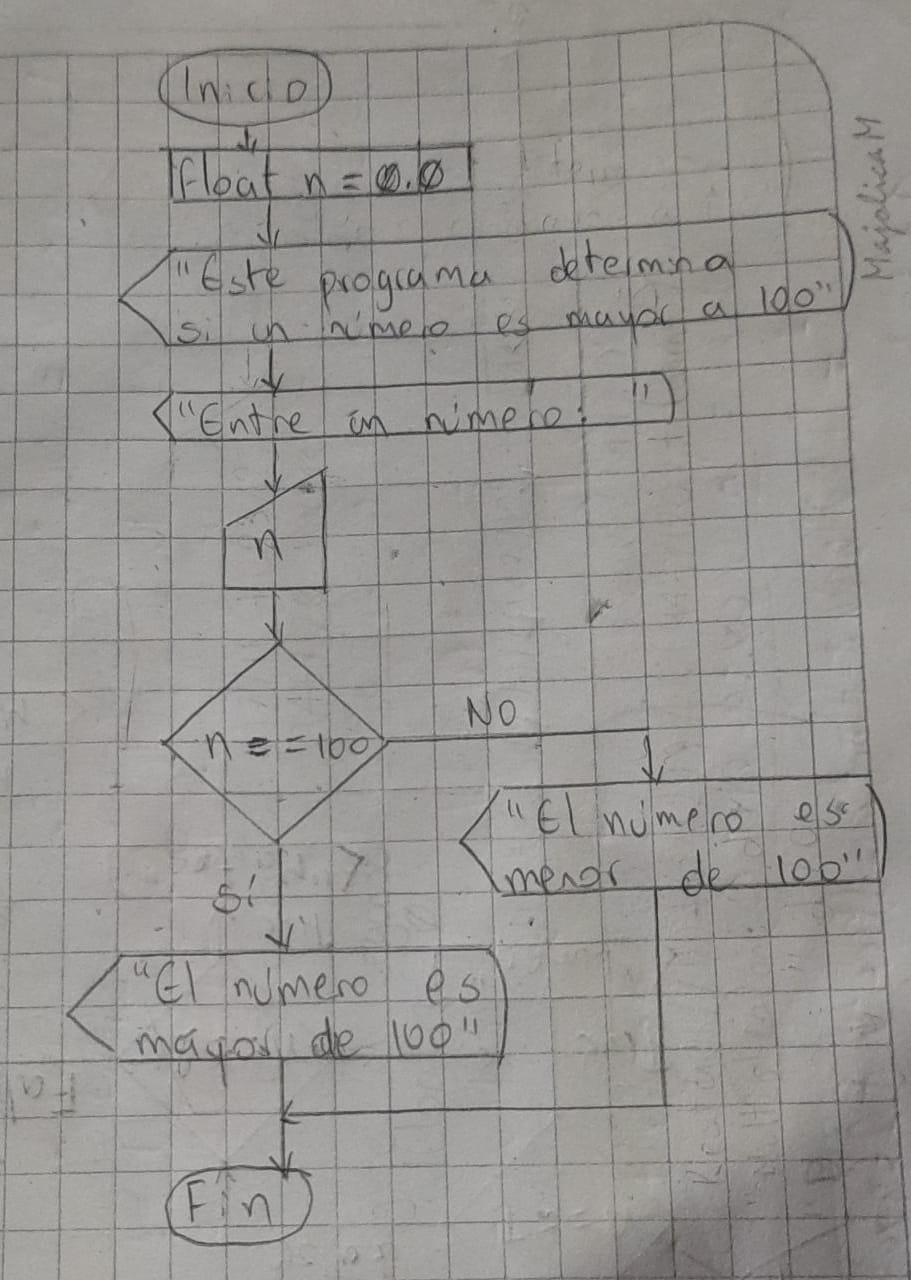 Inicio
float n = 0.0
"Este programa determina
si un número es mayor a 100"
"Entre un número: "
n
n = = 100
NO
"El número es
menor de 100"
Sí
"El número es
mayor de 100"
Fin
Majolica M